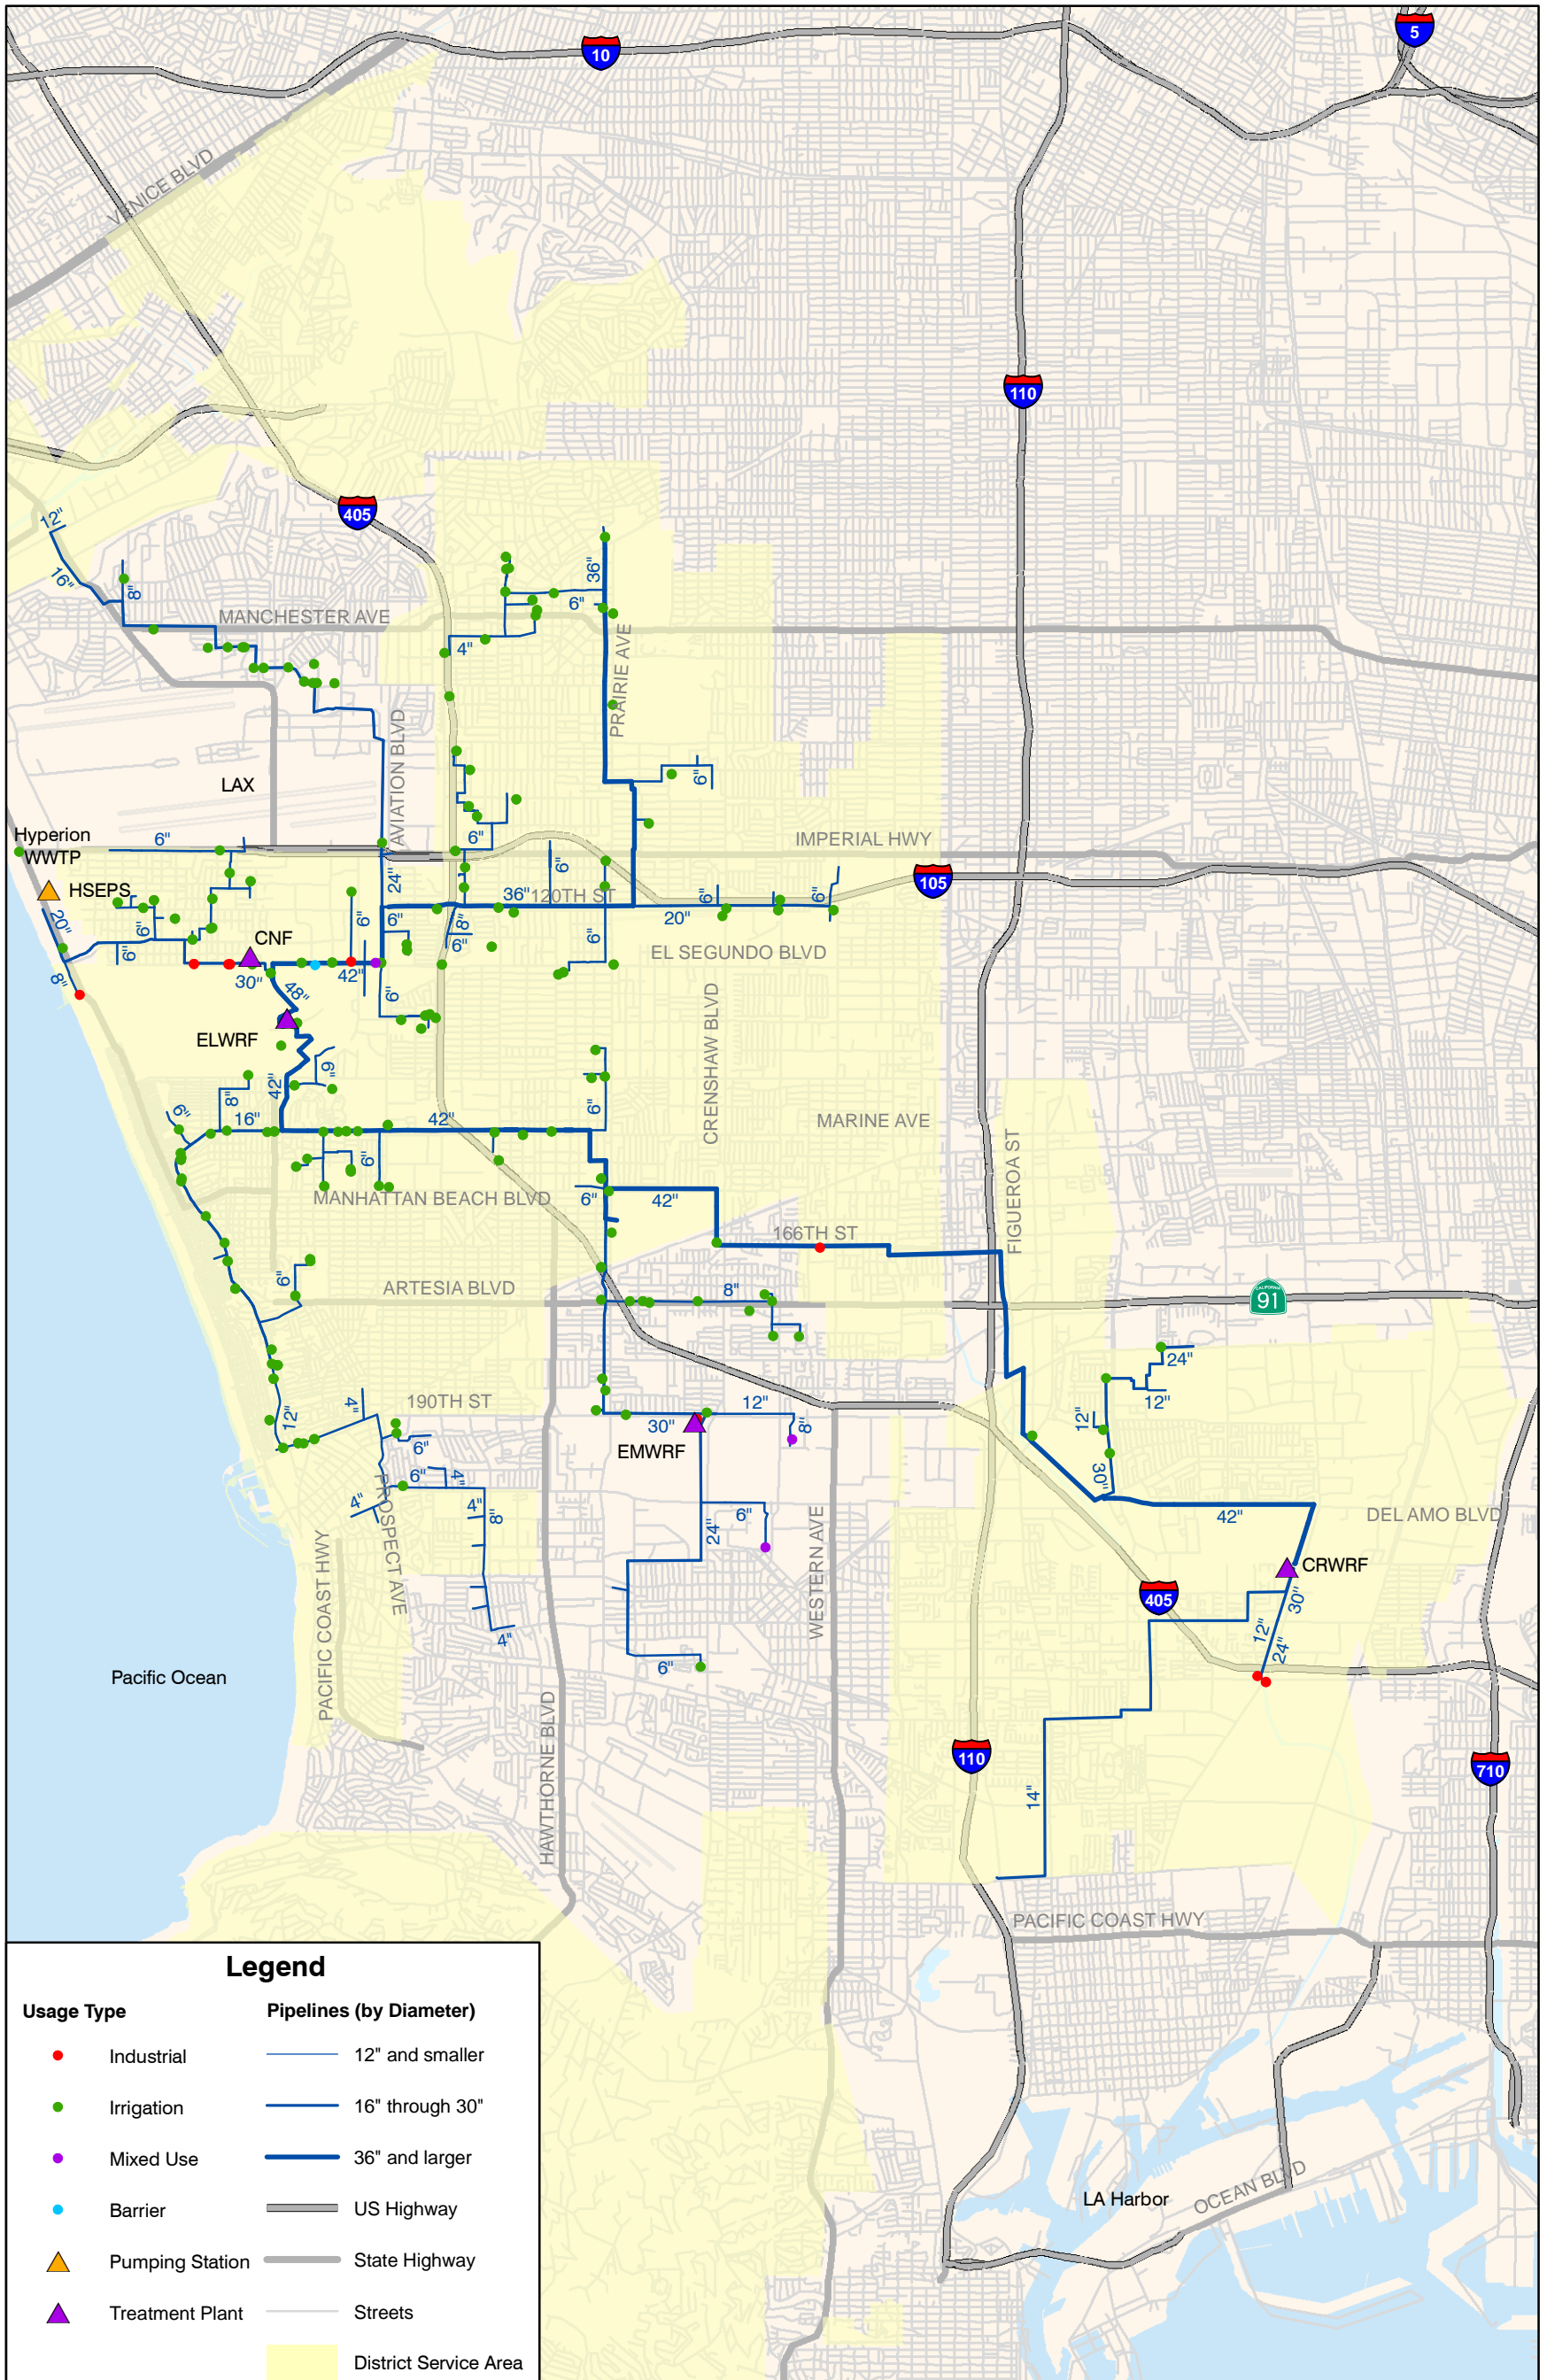 10
5
VENICE BLVD
110
405
12"
16"
8"
36"
6"
MANCHESTER AVE
4"
PRAIRIE AVE
AVIATION BLVD
LAX
6"
Hyperion
WWTP
6"
6"
IMPERIAL HWY
6"
HSEPS
24"
36"
120TH ST
6"
6"
105
20"
20"
6"
6"
6"
8"
6"
6"
EL SEGUNDO BLVD
CNF
6"
8"
30"
42"
48"
6"
CRENSHAW BLVD
ELWRF
6"
42"
8"
6"
6"
16"
42"
MARINE AVE
FIGUEROA ST
6"
MANHATTAN BEACH BLVD
6"
42"
166TH ST
6"
ARTESIA BLVD
8"
91
24"
12"
190TH ST
4"
12"
12"
12"
30"
8"
6"
EMWRF
6"
4"
30"
4"
PROSPECT AVE
4"
8"
24"
6"
42"
DEL AMO BLVD
PACIFIC COAST HWY
WESTERN AVE
CRWRF
405
30"
12"
24"
4"
6"
Pacific Ocean
HAWTHORNE BLVD
110
710
14"
PACIFIC COAST HWY
LA Harbor
OCEAN BLVD
Legend
Usage Type
Pipelines (by Diameter)
Industrial
12" and smaller
Irrigation
16" through 30"
Mixed Use
36" and larger
Barrier
US Highway
Pumping Station
State Highway
Treatment Plant
Streets
District Service Area